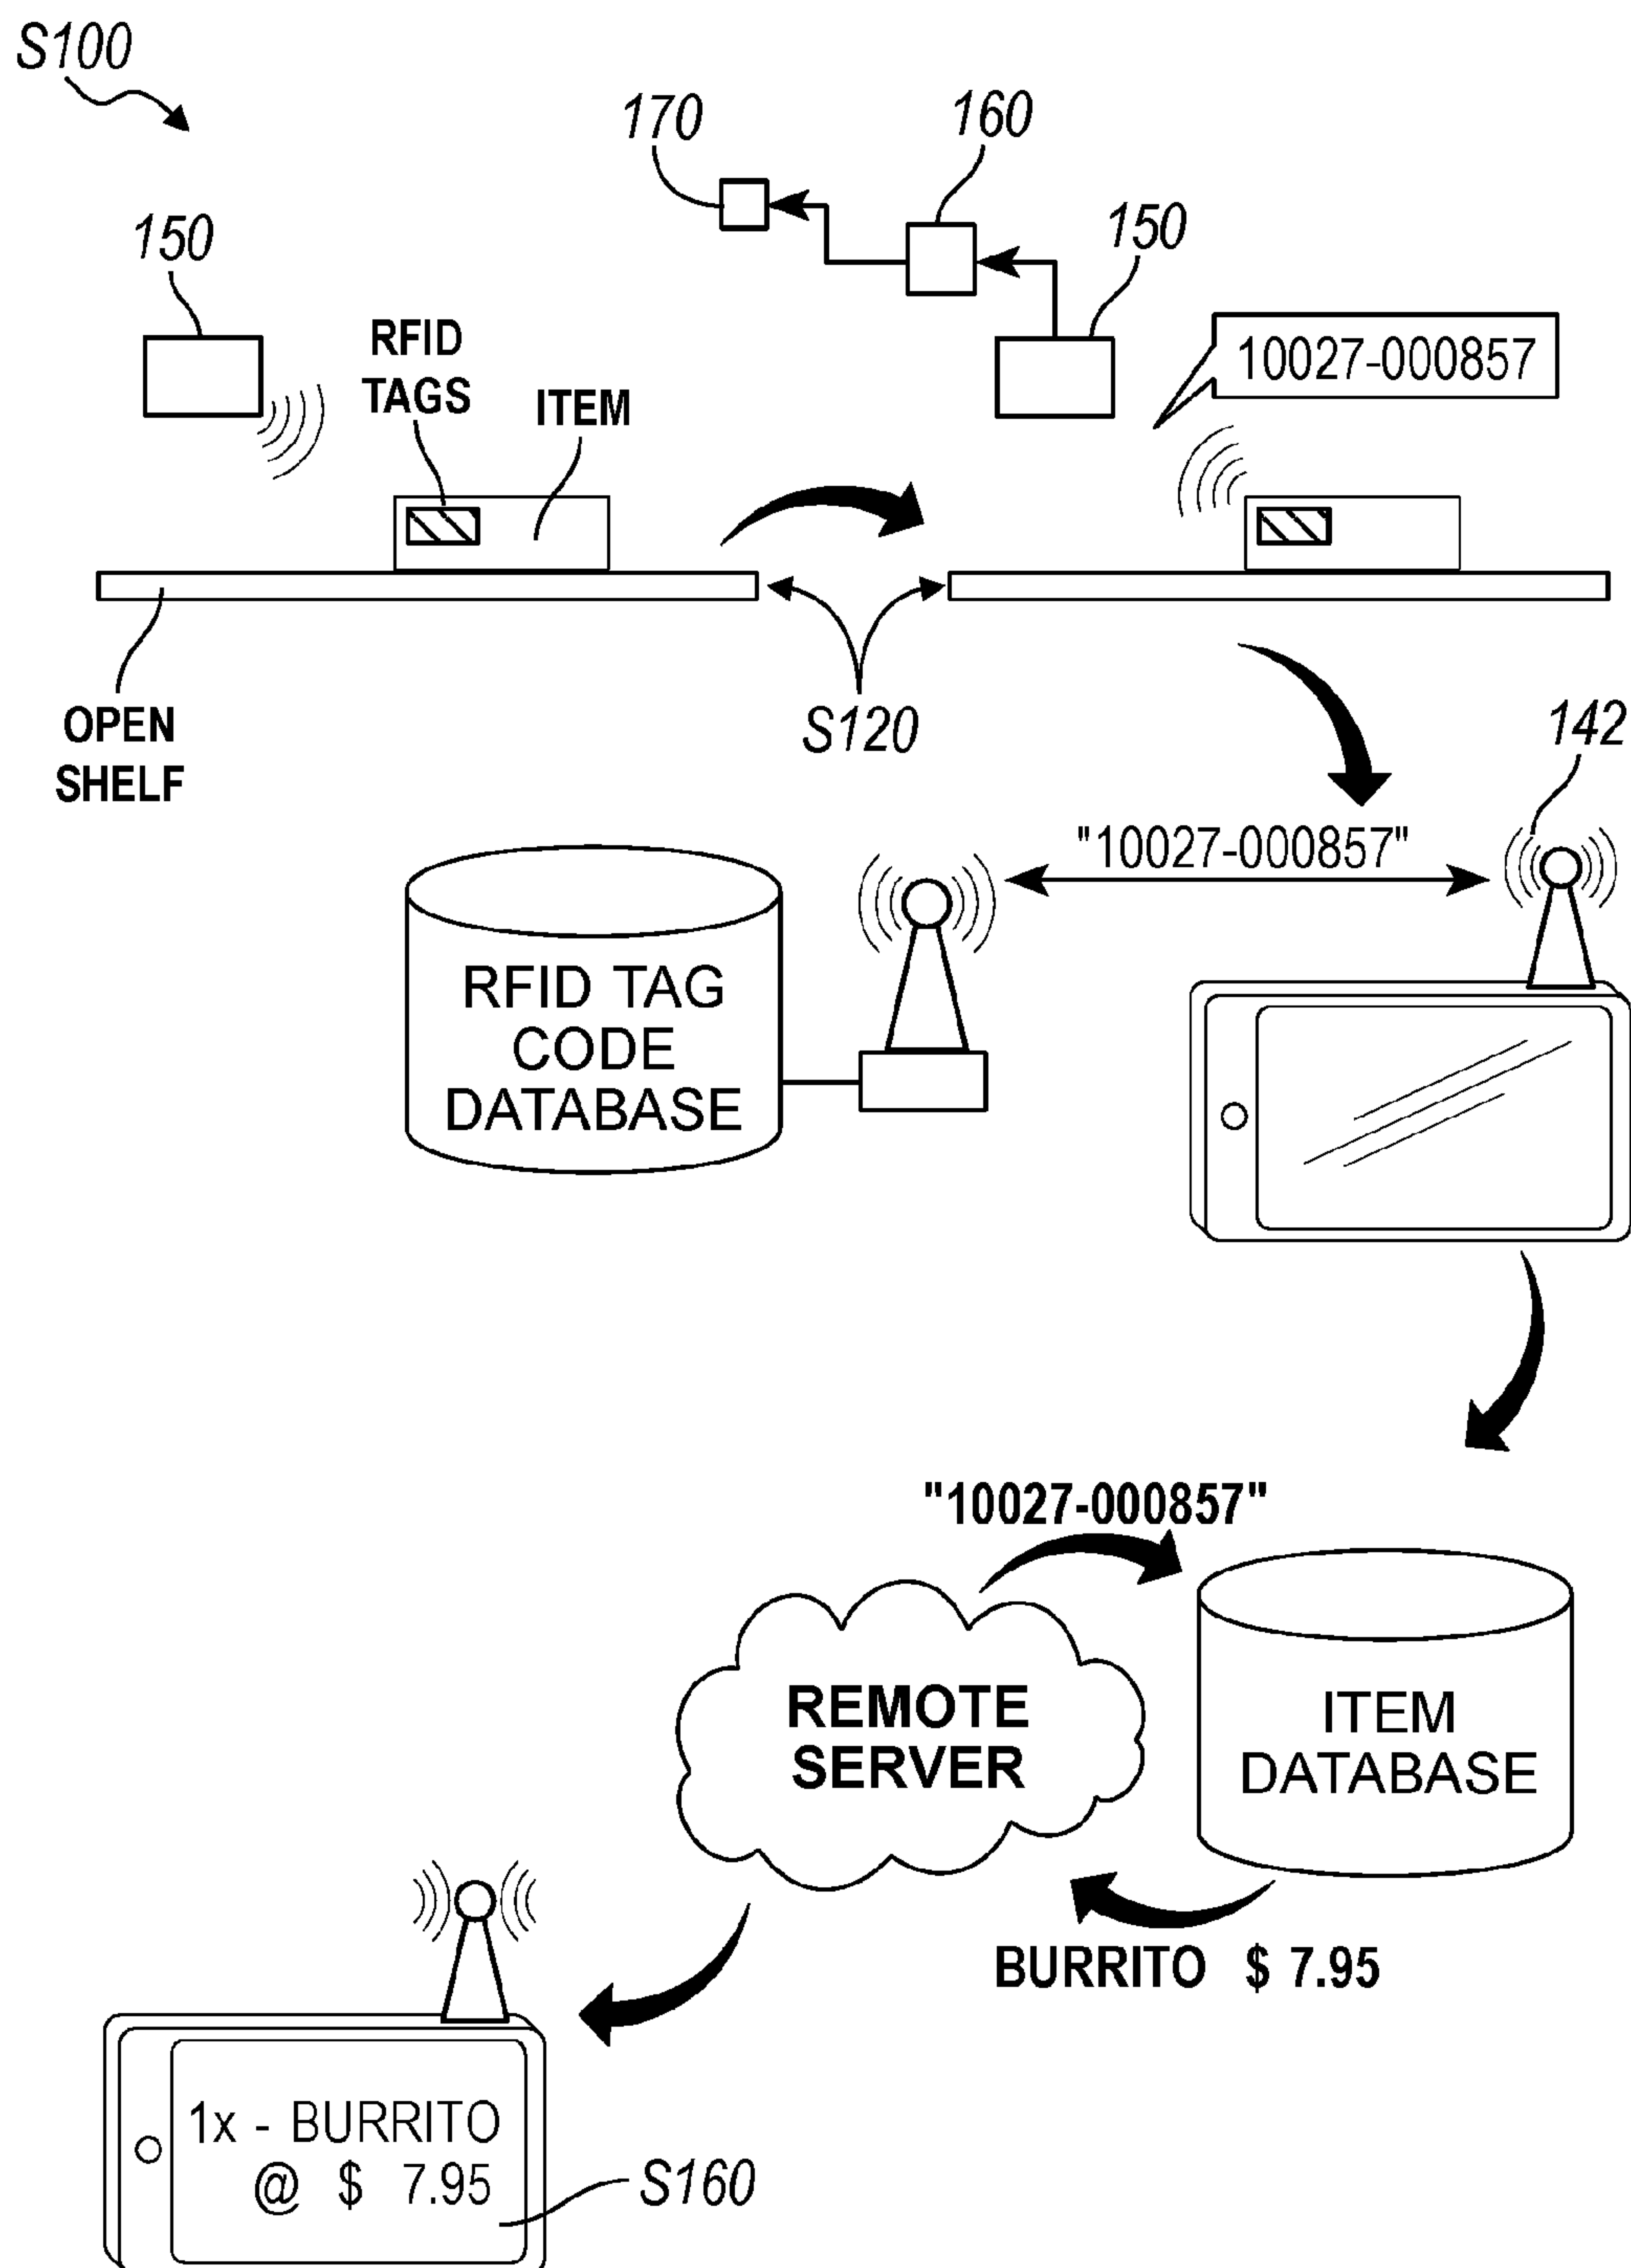 S100
170
160
150
150
RFID
TAGS
ITEM
10027-000857
OPEN
SHELF
S120
142
"10027-000857"
RFID TAG
CODE
DATABASE
"10027-000857"
REMOTE
SERVER
ITEM
DATABASE
BURRITO $ 7.95
1x - BURRITO
@ $ 7.95
S160